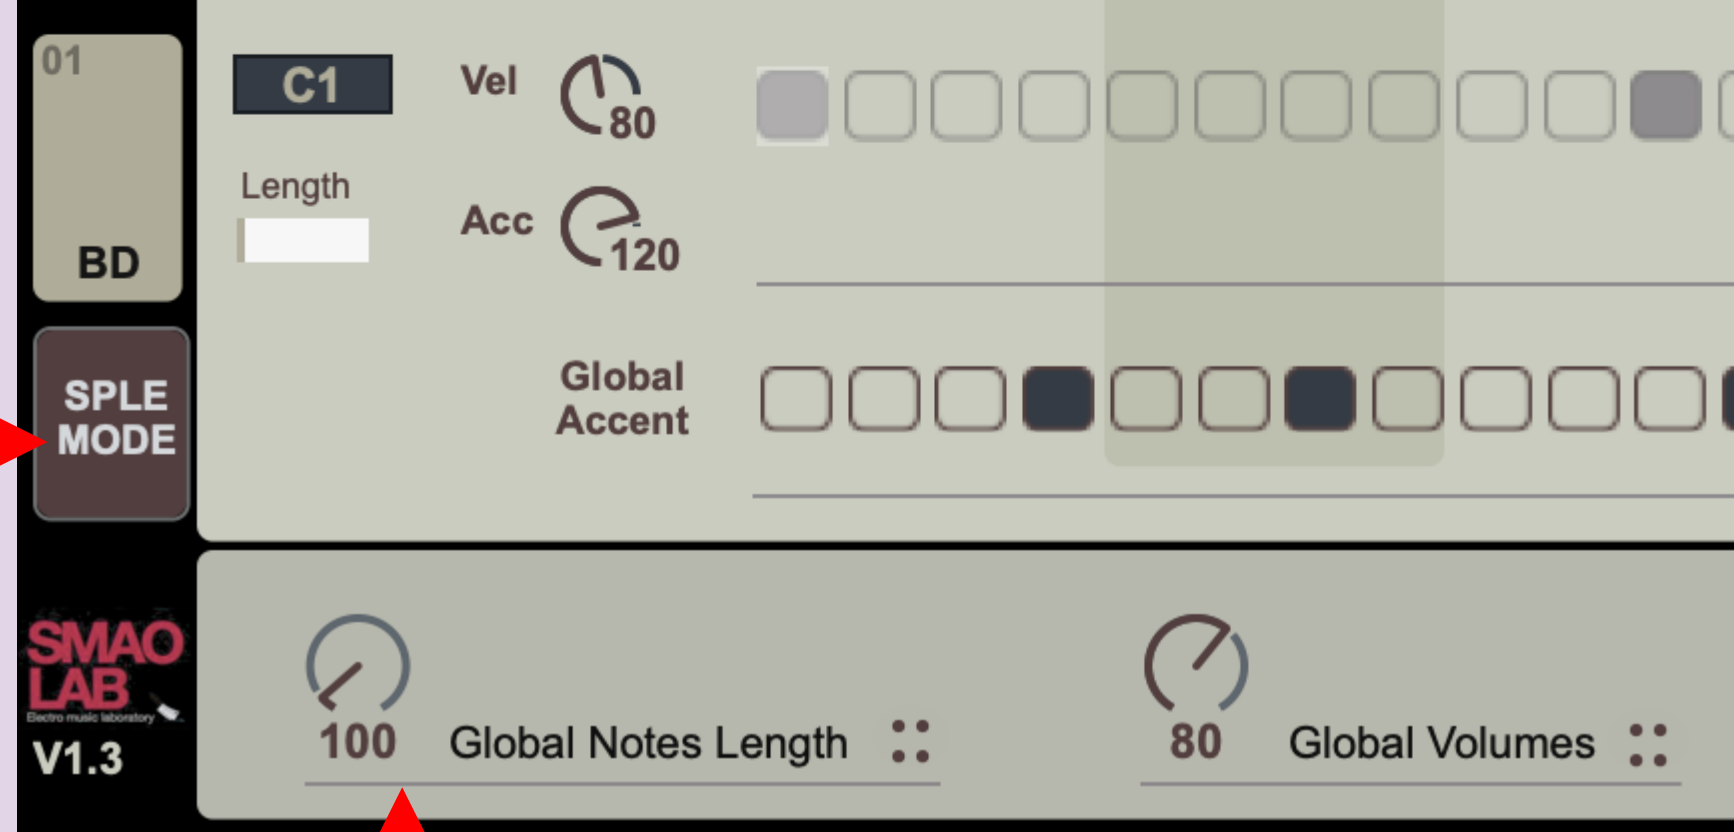 01
C1
Vel
80
Length
Acc
120
BD
SPLE
MODE
Global
Accent
SMAO
LAB
Electro music laboratory
V1.3
100
Global Notes Length
80
Global Volumes